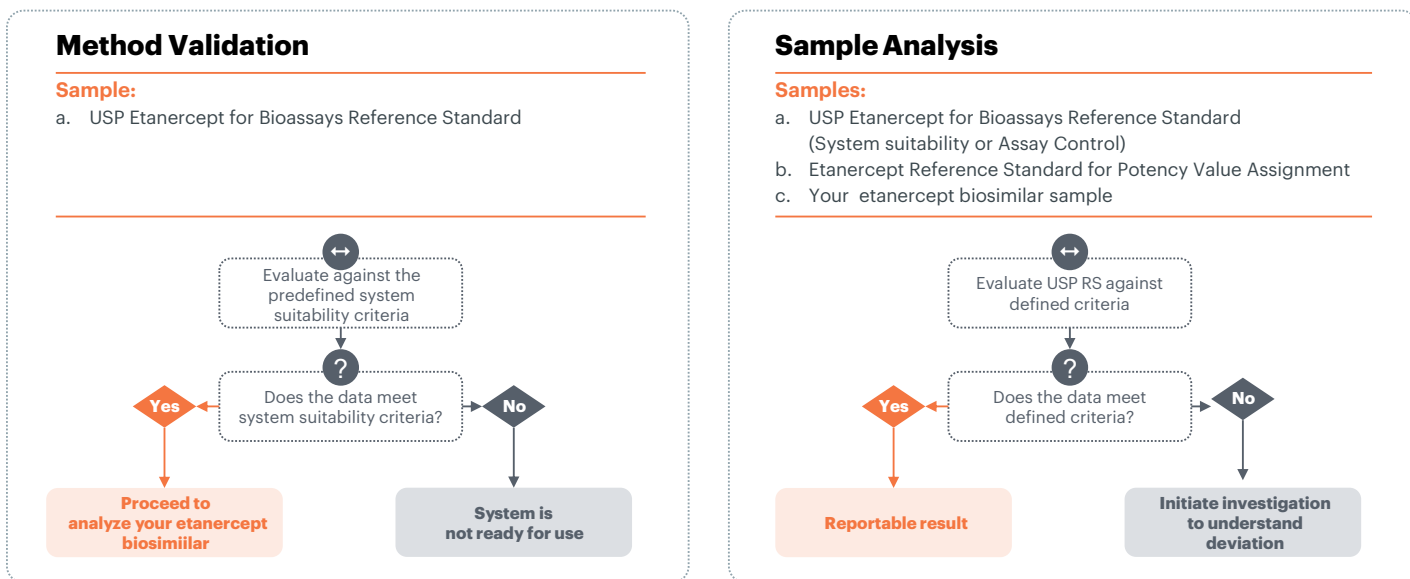 Method Validation
Sample:
a. USP Etanercept for Bioassays Reference Standard
Evaluate against the
predefined system
suitability criteria
?
Does the data meet
system suitability criteria?
Yes
No
Proceed to
analyze your etanercept
biosimiilar
System is
not ready for use
Sample Analysis
Samples:
a. USP Etanercept for Bioassays Reference Standard
(System suitability or Assay Control)
b. Etanercept Reference Standard for Potency Value Assignment
c. Your etanercept biosimilar sample
Evaluate USP RS against
defined criteria
?
Does the data meet
defined criteria?
Yes
No
Reportable result
Initiate investigation
to understand
deviation